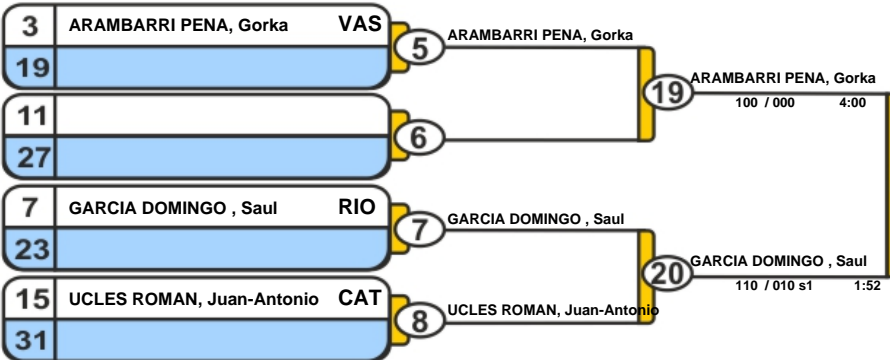 3 ARAMBARRI PENA, Gorka VAS
19
5
ARAMBARRI PENA, Gorka
11
27
6
19
ARAMBARRI PENA, Gorka
100 / 000 4:00
7 GARCIA DOMINGO , Saul RIO
23
7
GARCIA DOMINGO , Saul
15 UCLES ROMAN, Juan-Antonio CAT
31
8
UCLES ROMAN, Juan-Antonio
20
GARCIA DOMINGO , Saul
110 / 010 s1 1:52